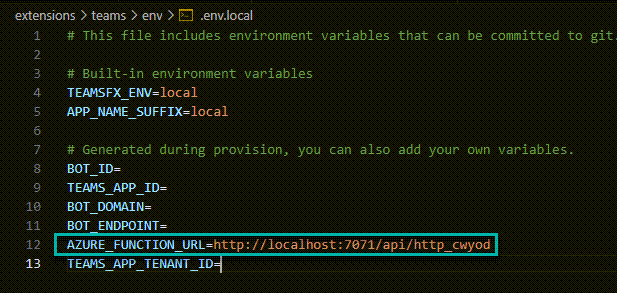 extensions > teams > env > .env.local
1 # This file includes environment variables that can be committed to git.
2
3 # Built-in environment variables
4 TEAMSFX_ENV=local
5 APP_NAME_SUFFIX=local
6
7 # Generated during provision, you can also add your own variables.
8 BOT_ID=
9 TEAMS_APP_ID=
10 BOT_DOMAIN=
11 BOT_ENDPOINT=
12 AZURE_FUNCTION_URL=http://localhost:7071/api/http_cwyod
13 TEAMS_APP_TENANT_ID=